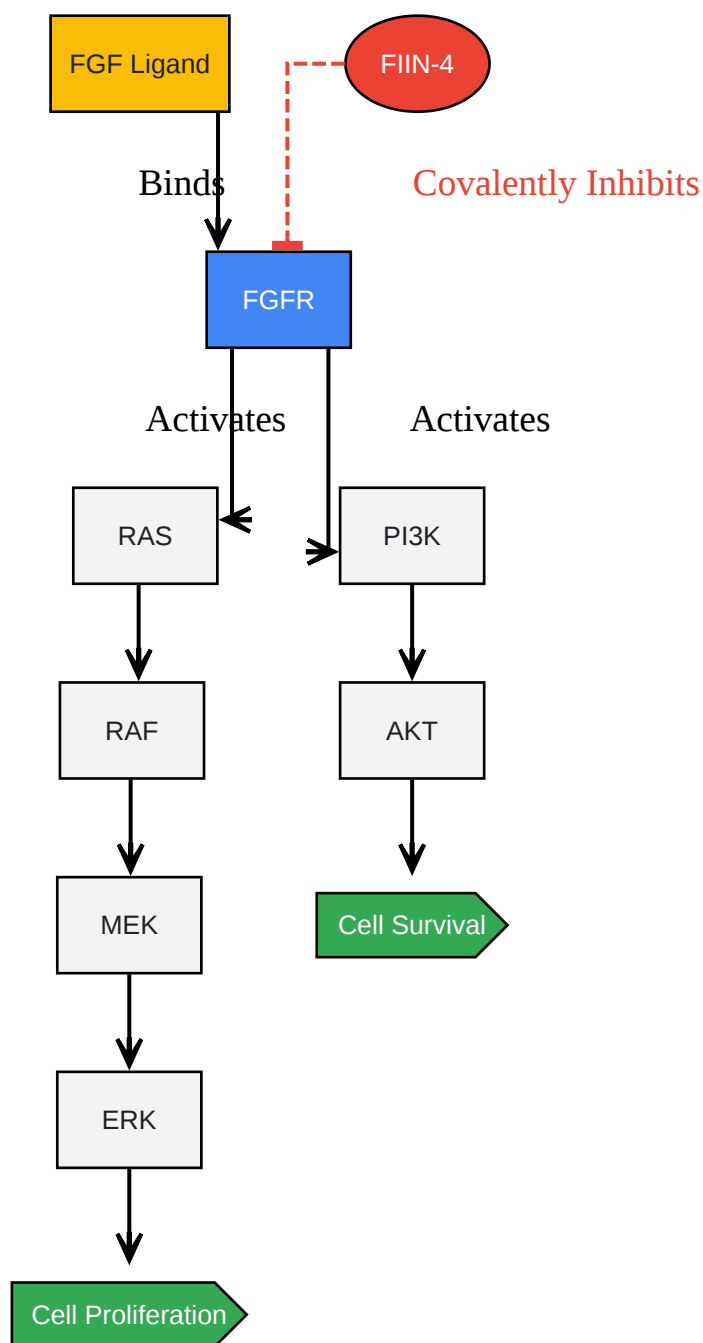 FGF Ligand
FIIN-4
Binds
Covalently Inhibits
FGFR
Activates
Activates
RAS
PI3K
RAF
AKT
MEK
Cell Survival
ERK
Cell Proliferation